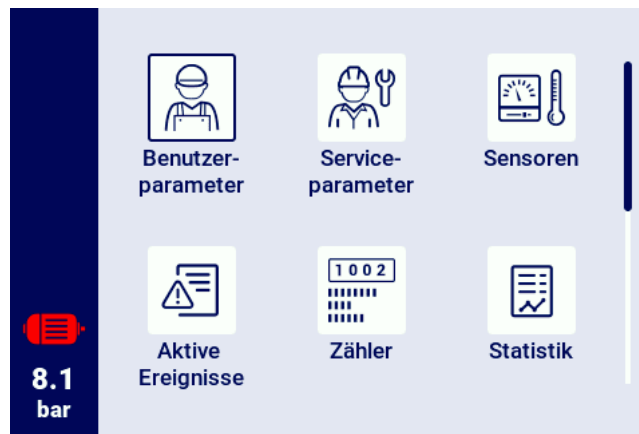 Benutzer-
parameter
Service-
parameter
Sensoren
1002
Aktive
Ereignisse
Zähler
Statistik
8.1
bar